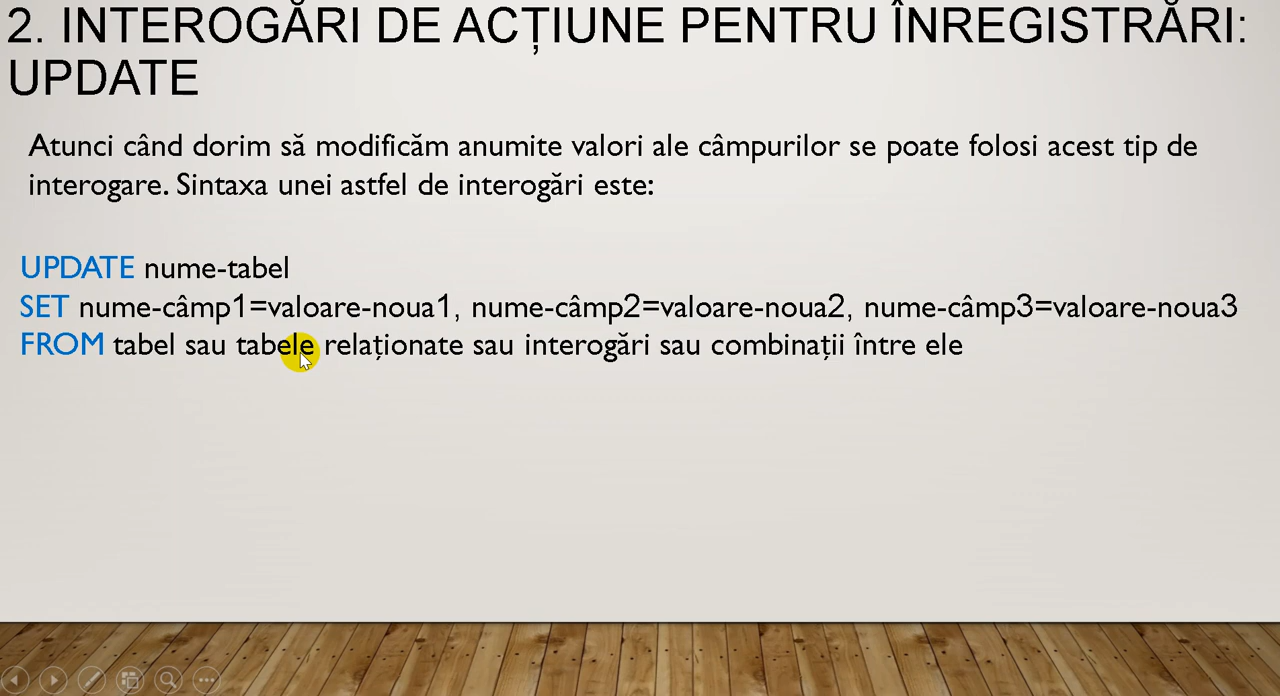 2. INTEROGĂRI DE ACȚIUNE PENTRU ÎNREGISTRĂRI:
UPDATE
Atunci când dorim să modificăm anumite valori ale câmpurilor se poate folosi acest tip de
interogare. Sintaxa unei astfel de interogări este:
UPDATE nume-tabel
SET nume-câmp1=valoare-noua1, nume-câmp2=valoare-noua2, nume-câmp3=valoare-noua3
FROM tabel sau tabele relaționate sau interogări sau combinații între ele